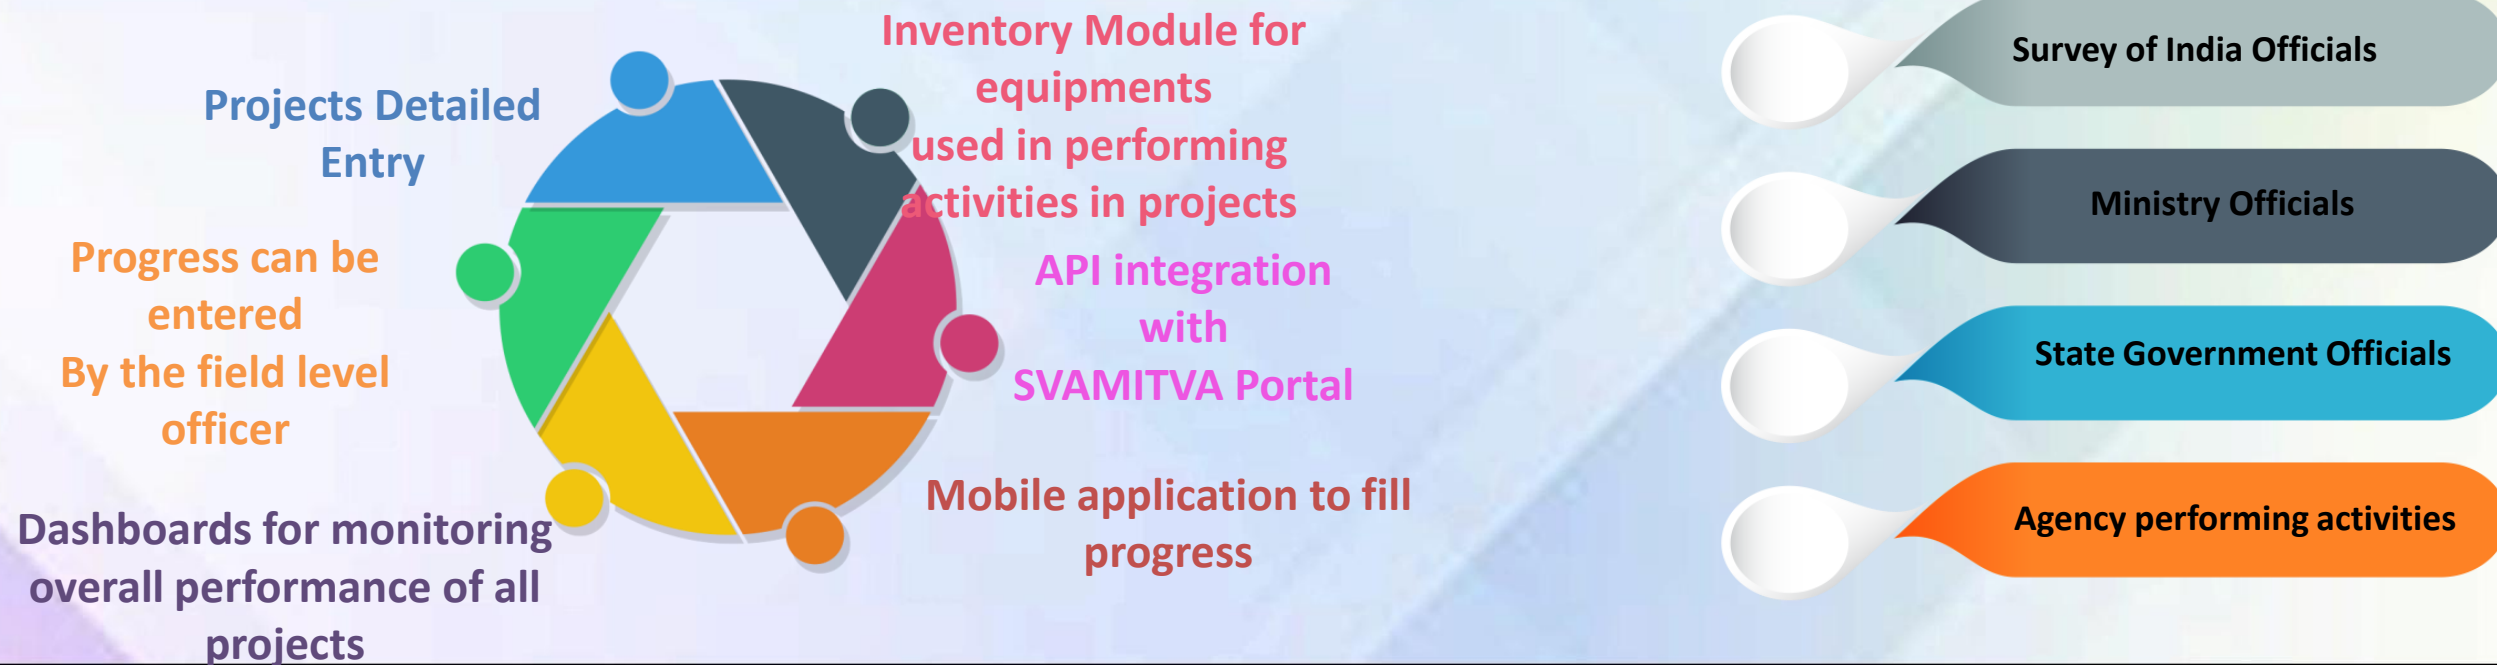 Projects Detailed
Entry
Progress can be
entered
By the field level
officer
Dashboards for monitoring
overall performance of all
projects
Inventory Module for
equipments
used in performing
activities in projects
API integration
with
SVAMITVA Portal
Mobile application to fill
progress
Survey of India Officials
Ministry Officials
State Government Officials
Agency performing activities